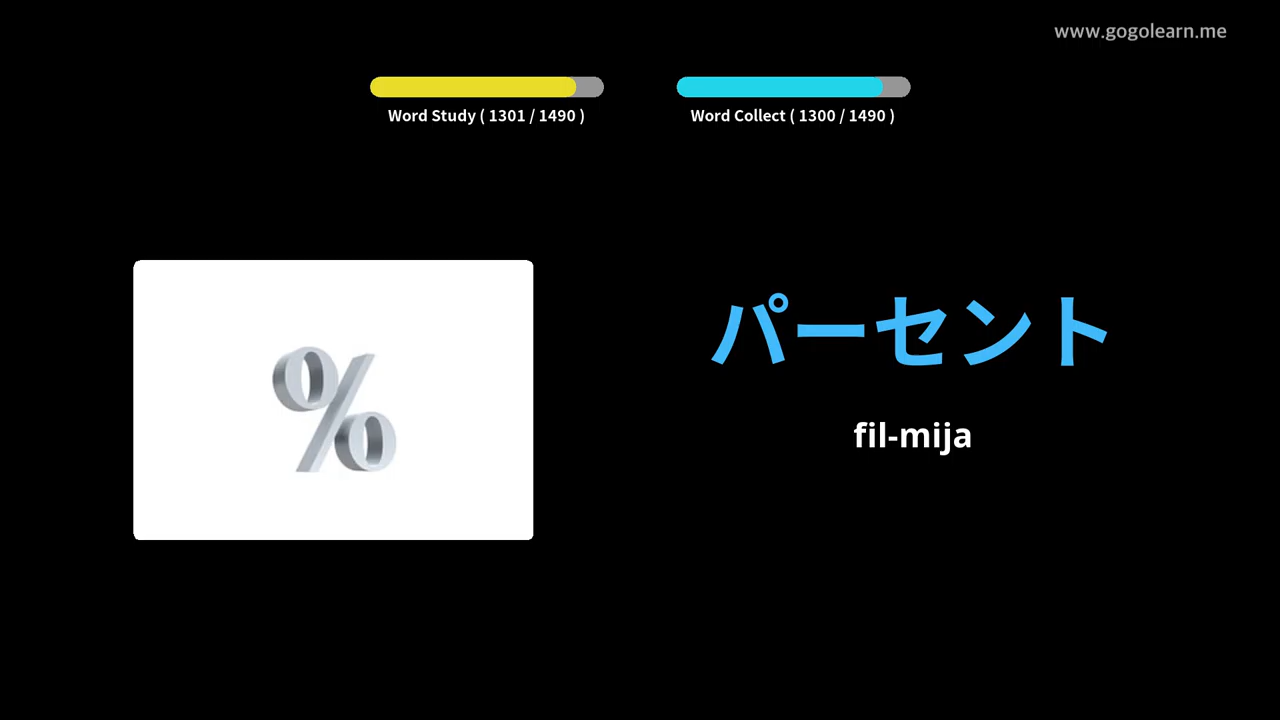 www.gogolearn.me
Word Study ( 1301 / 1490 )
Word Collect ( 1300 / 1490 )
%
パーセント
fil-mija